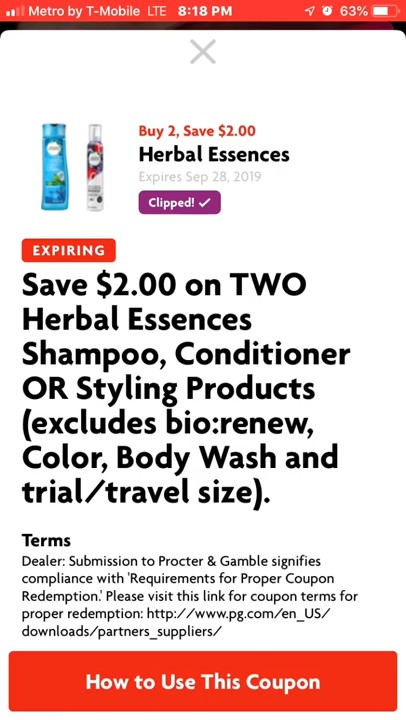 Metro by T-Mobile LTE 8:18 PM 63%
Buy 2, Save $2.00
Herbal Essences
Expires Sep 28, 2019
Clipped!
EXPIRING
Save $2.00 on TWO
Herbal Essences
Shampoo, Conditioner
OR Styling Products
(excludes bio:renew,
Color, Body Wash and
trial/travel size).
Terms
Dealer: Submission to Procter & Gamble signifies
compliance with 'Requirements for Proper Coupon
Redemption.' Please visit this link for coupon terms for
proper redemption: http://www.pg.com/en_US/
downloads/partners_suppliers/
How to Use This Coupon